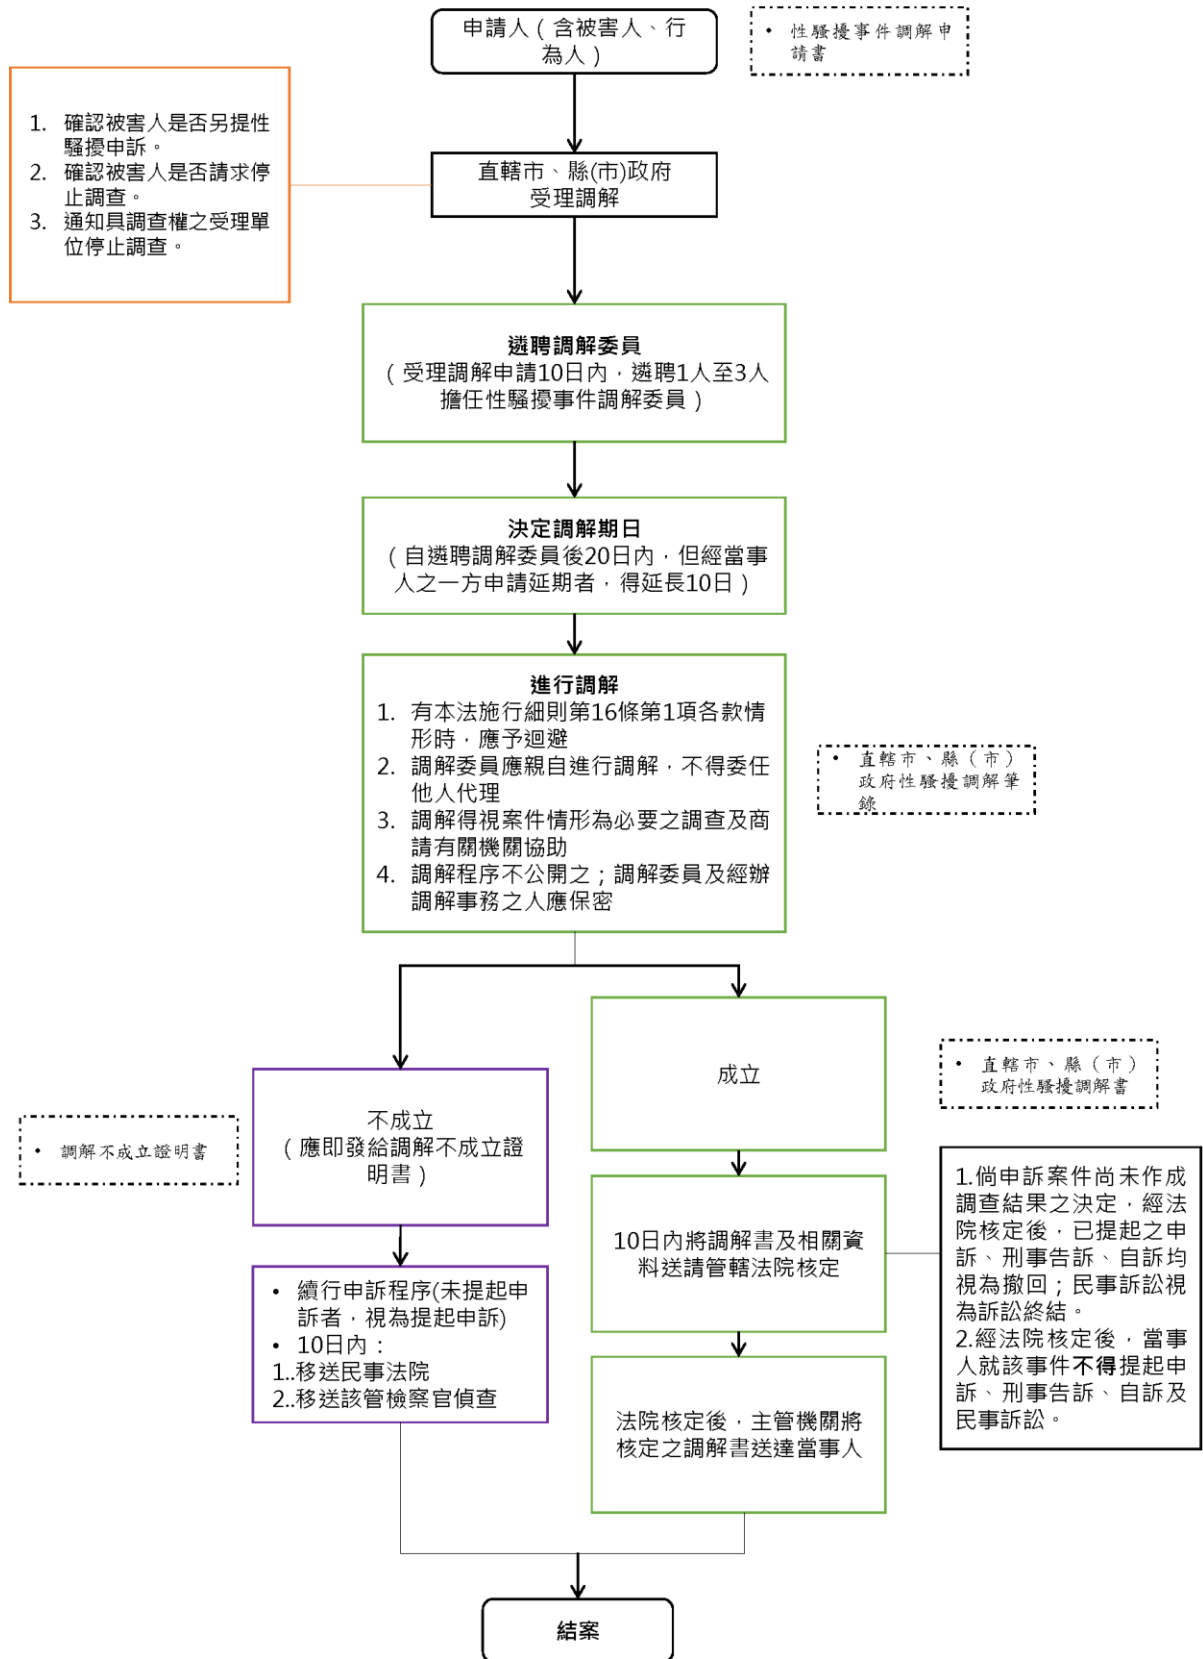 申請人（含被害人、行
為人）
• 性騷擾事件調解申
請書
1. 確認被害人是否另提性
騷擾申訴。
2. 確認被害人是否請求停
止調查。
3. 通知具調查權之受理單
位停止調查。
直轄市、縣(市)政府
受理調解
遴聘調解委員
（受理調解申請10日內，遴聘1人至3人
擔任性騷擾事件調解委員）
決定調解期日
（自遴聘調解委員後20日內，但經當事
人之一方申請延期者，得延長10日）
進行調解
1. 有本法施行細則第16條第1項各款情
形時，應予迴避
2. 調解委員應親自進行調解，不得委任
他人代理
3. 調解得視案件情形為必要之調查及商
請有關機關協助
4. 調解程序不公開之；調解委員及經辦
調解事務之人應保密
• 直轄市、縣（市）
政府性騷擾調解筆
錄
成立
• 直轄市、縣（市）
政府性騷擾調解書
不成立
（應即發給調解不成立證
明書）
• 調解不成立證明書
10日內將調解書及相關資
料送請管轄法院核定
1.倘申訴案件尚未作成
調查結果之決定，經法
院核定後，已提起之申
訴、刑事告訴、自訴均
視為撤回；民事訴訟視
為訴訟終結。
2.經法院核定後，當事
人就該事件不得提起申
訴、刑事告訴、自訴及
民事訴訟。
• 續行申訴程序(未提起申
訴者，視為提起申訴)
• 10日內：
1..移送民事法院
2..移送該管檢察官偵查
法院核定後，主管機關將
核定之調解書送達當事人
結案